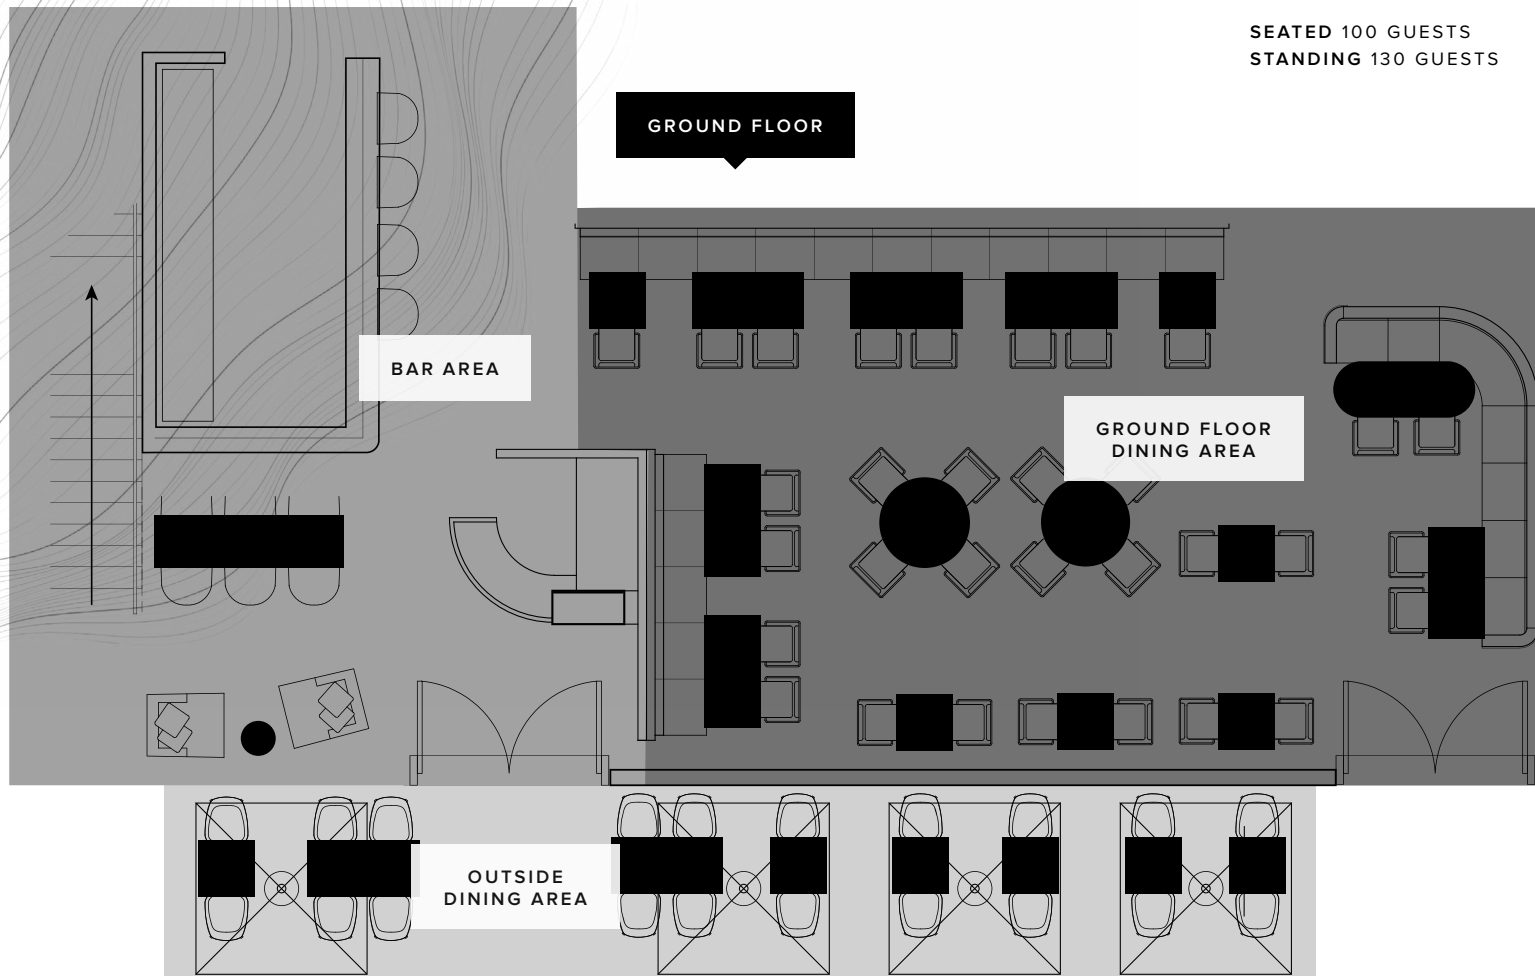 SEATED 100 GUESTS
STANDING 130 GUESTS
GROUND FLOOR
BAR AREA
GROUND FLOOR
DINING AREA
OUTSIDE
DINING AREA